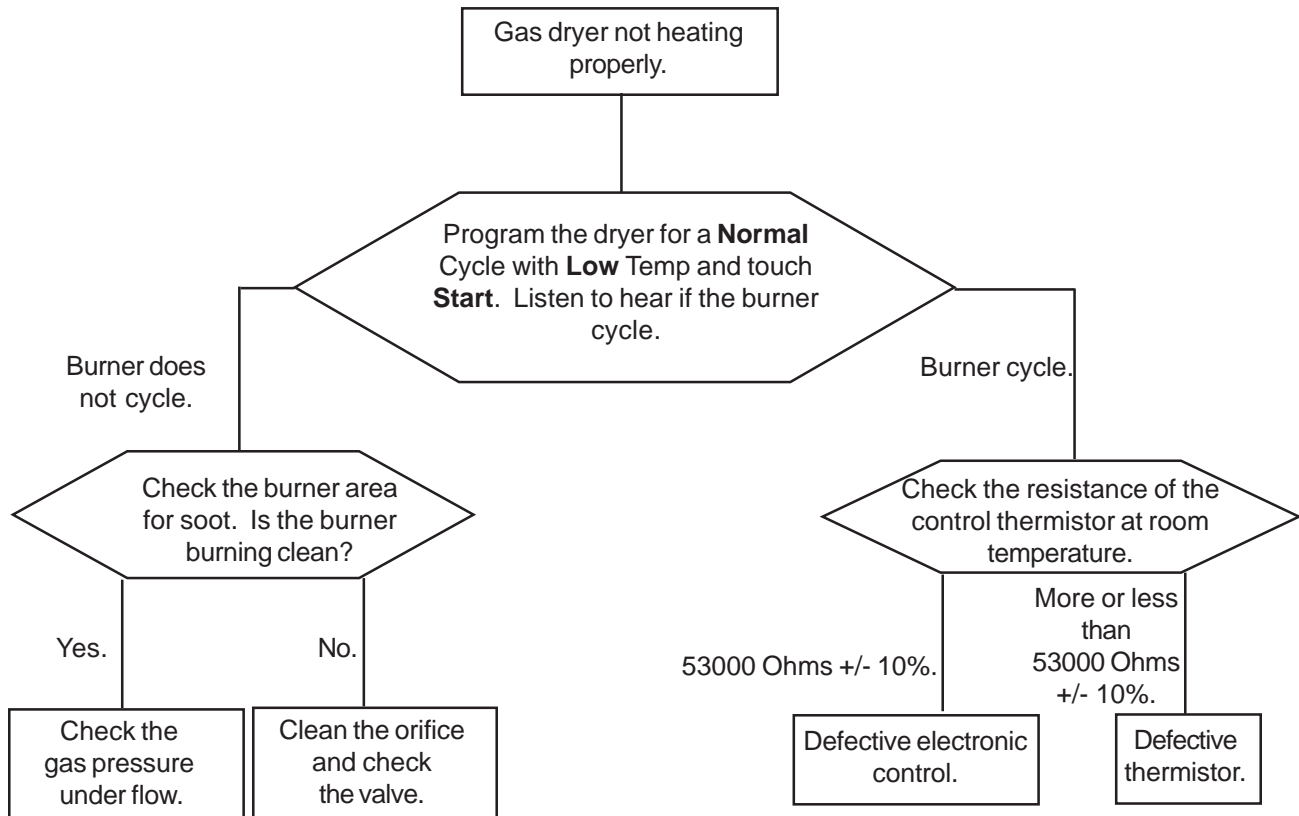 Gas dryer not heating
properly.
Program the dryer for a Normal
Cycle with Low Temp and touch
Start. Listen to hear if the burner
cycle.
Burner does
not cycle.
Burner cycle.
Check the burner area
for soot. Is the burner
burning clean?
Check the resistance of the
control thermistor at room
temperature.
Yes.
No.
53000 Ohms +/- 10%.
More or less
than
53000 Ohms
+/- 10%.
Check the
gas pressure
under flow.
Clean the orifice
and check
the valve.
Defective electronic
control.
Defective
thermistor.